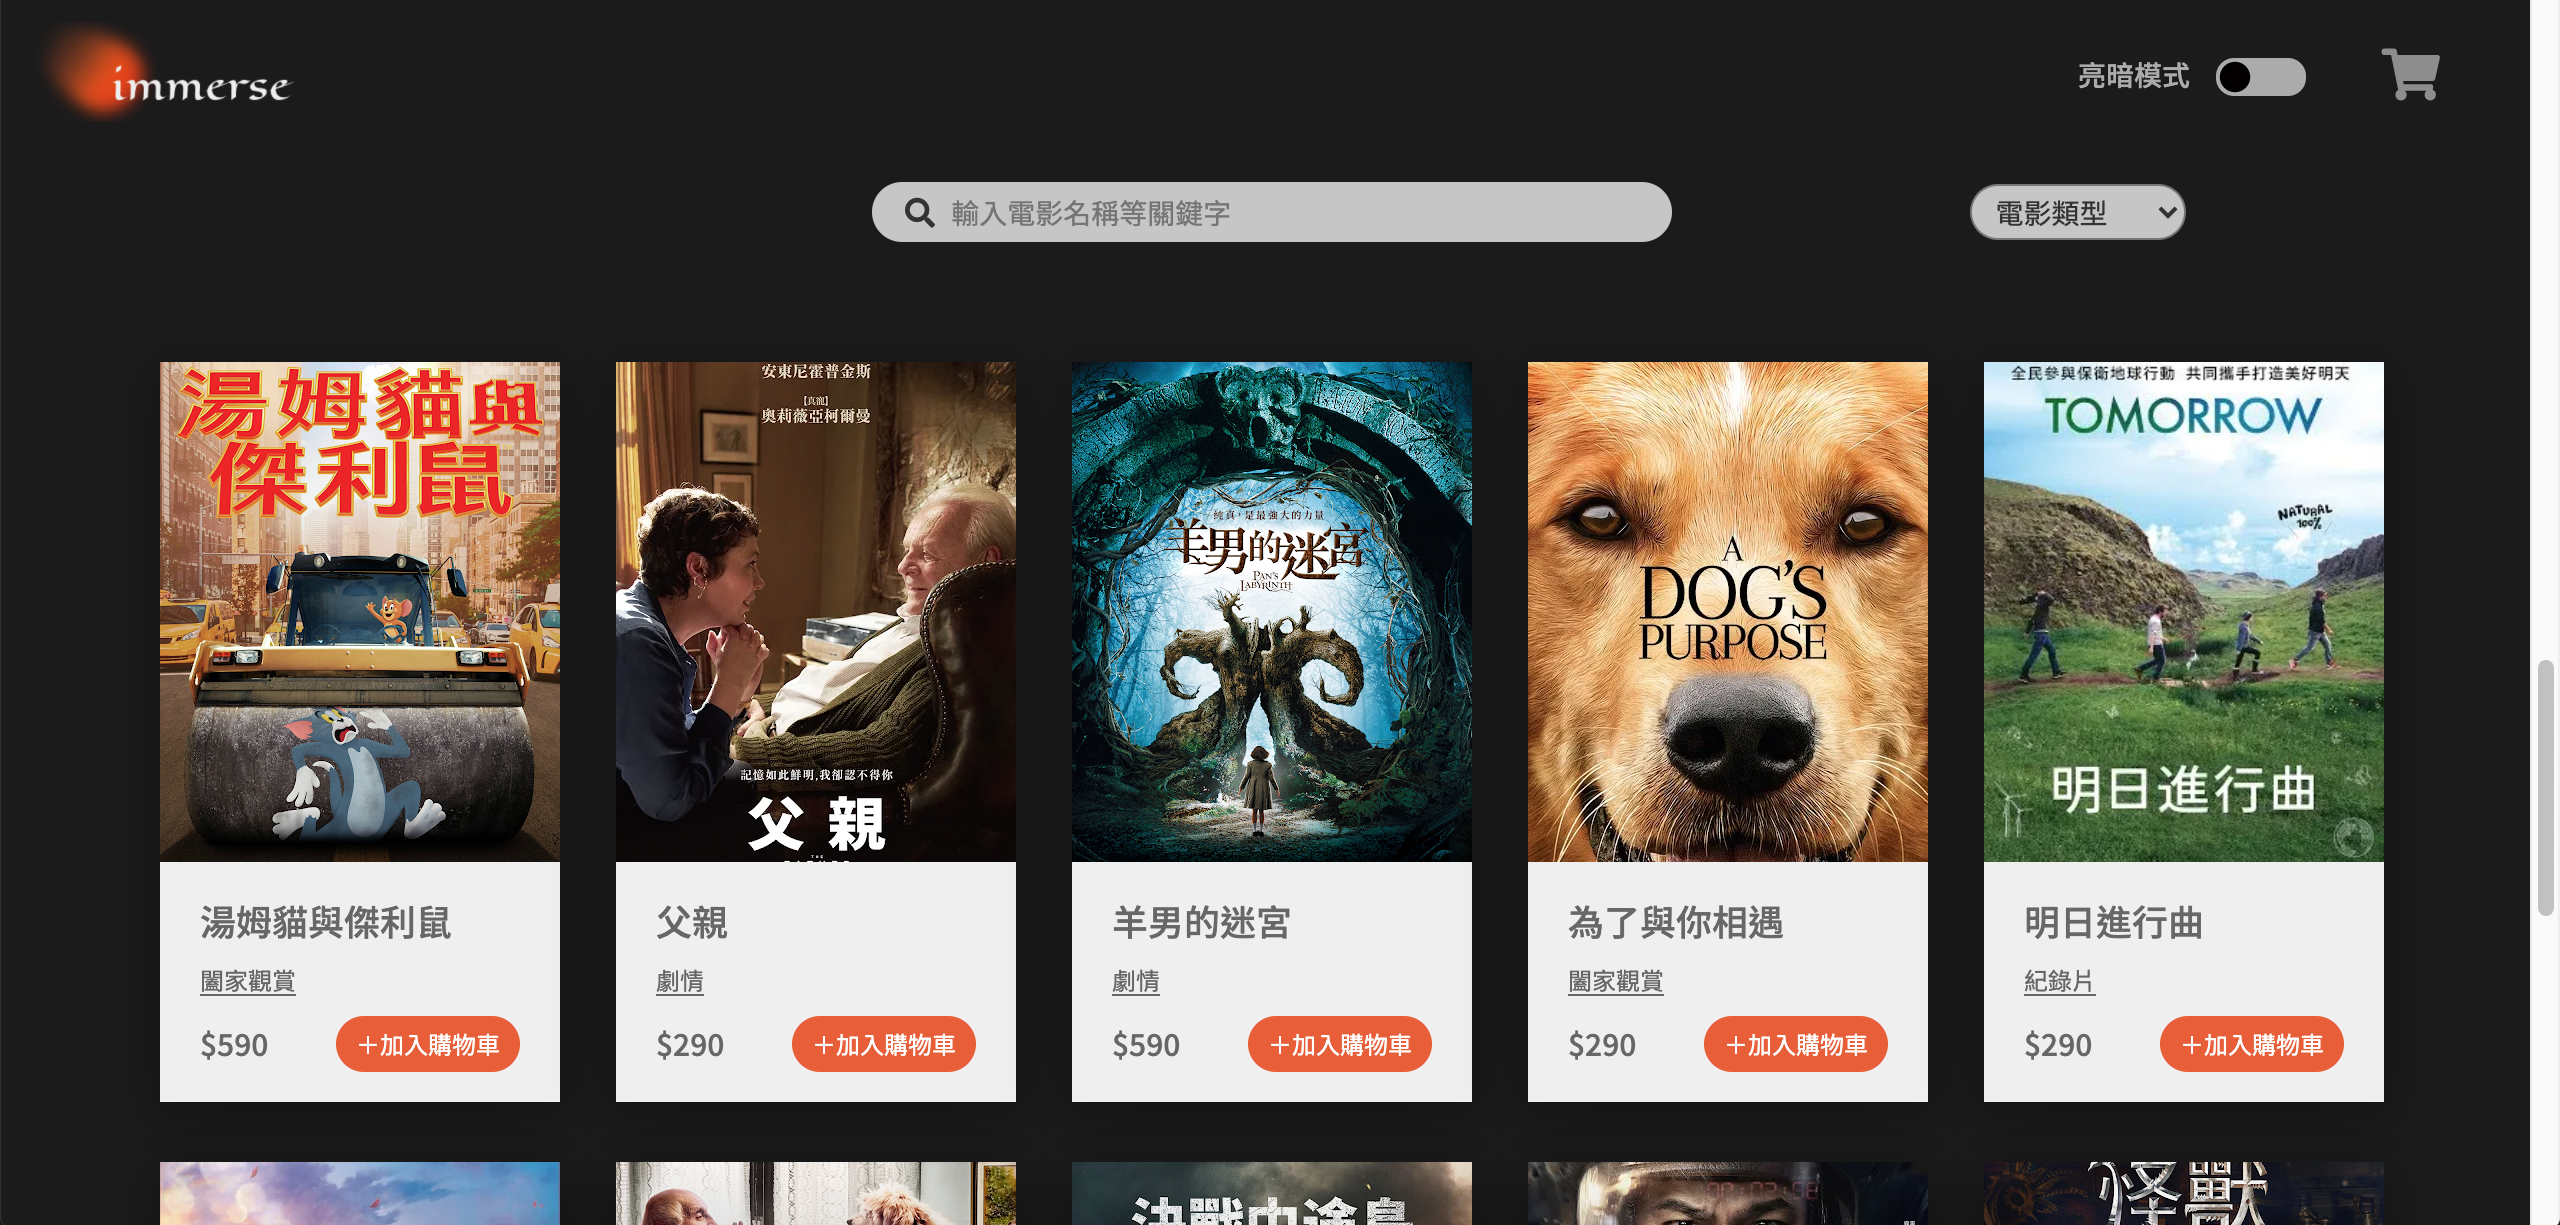 immerse
亮暗模式
輸入電影名稱等關鍵字
電影類型
湯姆貓與
傑利鼠
安東尼霍普金斯
【真寵】
奧莉薇亞柯爾曼
記憶如此鮮明,我卻認不得你
父親
THE
純真,是最強大的力量
羊男的迷宮
PAN'S
LABYRINTH
A
DOG'S
PURPOSE
全民參與保衛地球行動 共同攜手打造美好明天
TOMORROW
NATURAL
100%
明日進行曲
湯姆貓與傑利鼠
闔家觀賞
$590
＋加入購物車
父親
劇情
$290
＋加入購物車
羊男的迷宮
劇情
$590
＋加入購物車
為了與你相遇
闔家觀賞
$290
＋加入購物車
明日進行曲
紀錄片
$290
＋加入購物車
決戰中途島
怪獸